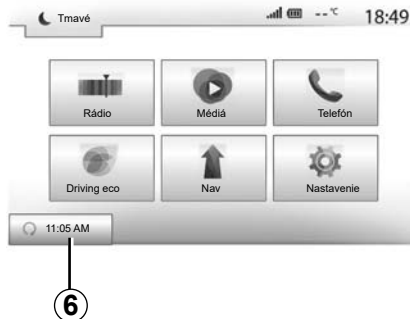 Tmavé --°C 18:49
Rádio Médiá Telefón
Driving eco Nav Nastavenie
11:05 AM
6